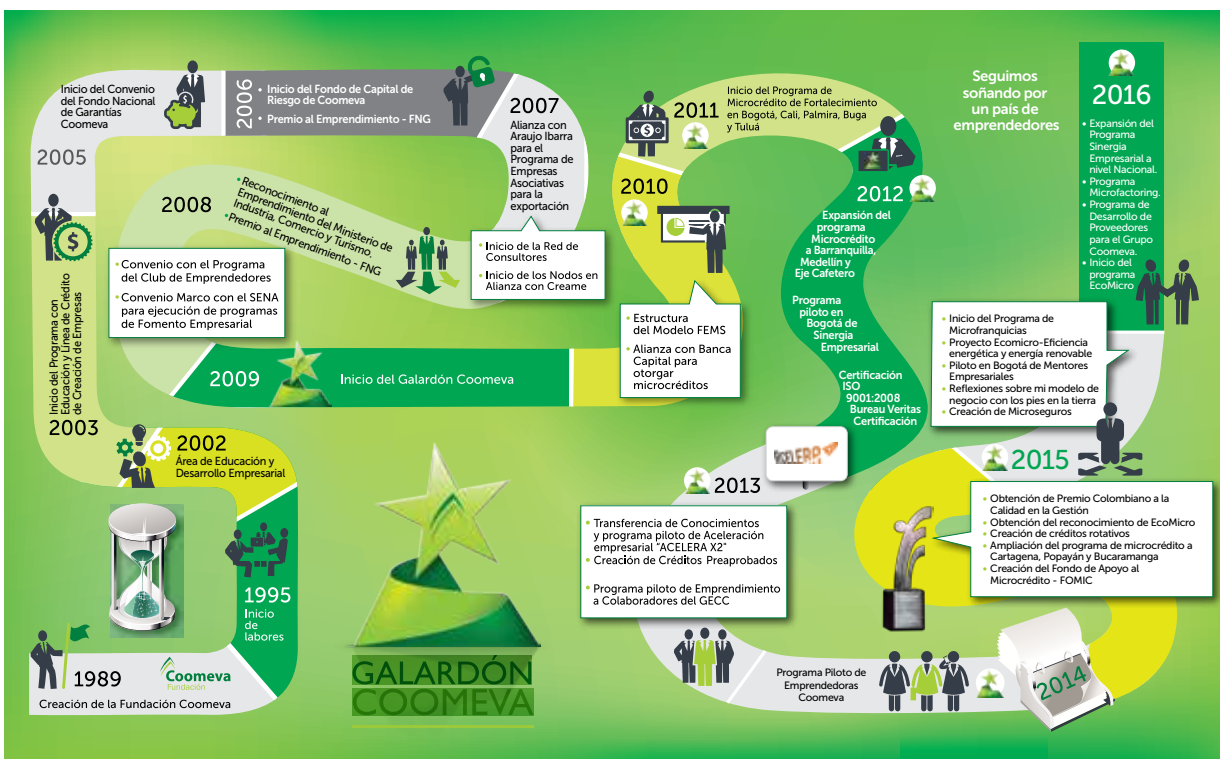 1989
Coomeva
Fundación
Creación de la Fundación Coomeva
1995
Inicio
de
labores
2002
Área de Educación y
Desarrollo Empresarial
2003
Inicio del Programa con
Educación y Línea de Crédito
de Creación de Empresas
2005
Inicio del Convenio
del Fondo Nacional
de Garantías
Coomeva
2006
• Inicio del Fondo de Capital de
Riesgo de Coomeva
• Premio al Emprendimiento - FNG
2007
Alianza con
Araujo Ibarra
para el
Programa de
Empresas
Asociativas
para la
exportación
• Inicio de la Red de
Consultores
• Inicio de los Nodos en
Alianza con Creame
2008
• Reconocimiento al
Emprendimiento del Ministerio de
Industria, Comercio y Turismo.
• Premio al Emprendimiento - FNG
• Convenio con el Programa
del Club de Emprendedores
• Convenio Marco con el SENA
para ejecución de programas
de Fomento Empresarial
2009
Inicio del Galardón Coomeva
2010
• Estructura
del Modelo FEMS
• Alianza con Banca
Capital para
otorgar
microcréditos
2011
Inicio del Programa de
Microcrédito de Fortalecimiento
en Bogotá, Cali, Palmira, Buga
y Tuluá
2012
Expansión del
programa
Microcrédito
a Barranquilla,
Medellín y
Eje Cafetero
Programa
piloto en
Bogotá de
Sinergia
Empresarial
Certificación
ISO
9001:2008
Bureau Veritas
Certificación
2013
• Transferencia de Conocimientos
y programa piloto de Aceleración
empresarial "ACELERA X2"
• Creación de Créditos Preaprobados
• Programa piloto de Emprendimiento
a Colaboradores del GECC
Programa Piloto de
Emprendedoras
Coomeva
2014
2015
• Obtención de Premio Colombiano a la
Calidad en la Gestión
• Obtención del reconocimiento de EcoMicro
• Creación de créditos rotativos
• Ampliación del programa de microcrédito a
Cartagena, Popayán y Bucaramanga
• Creación del Fondo de Apoyo al
Microcrédito - FOMIC
• Inicio del Programa de
Microfranquicias
• Proyecto Ecomicro-Eficiencia
energética y energía renovable
• Piloto en Bogotá de Mentores
Empresariales
• Reflexiones sobre mi modelo de
negocio con los pies en la tierra
• Creación de Microseguros
2016
• Expansión del
Programa
Sinergia
Empresarial a
nivel Nacional.
• Programa
Microfactoring.
• Programa de
Desarrollo de
Proveedores
para el Grupo
Coomeva.
• Inicio del
programa
EcoMicro
Seguimos
soñando por
un país de
emprendedores
GALARDÓN
COOMEVA